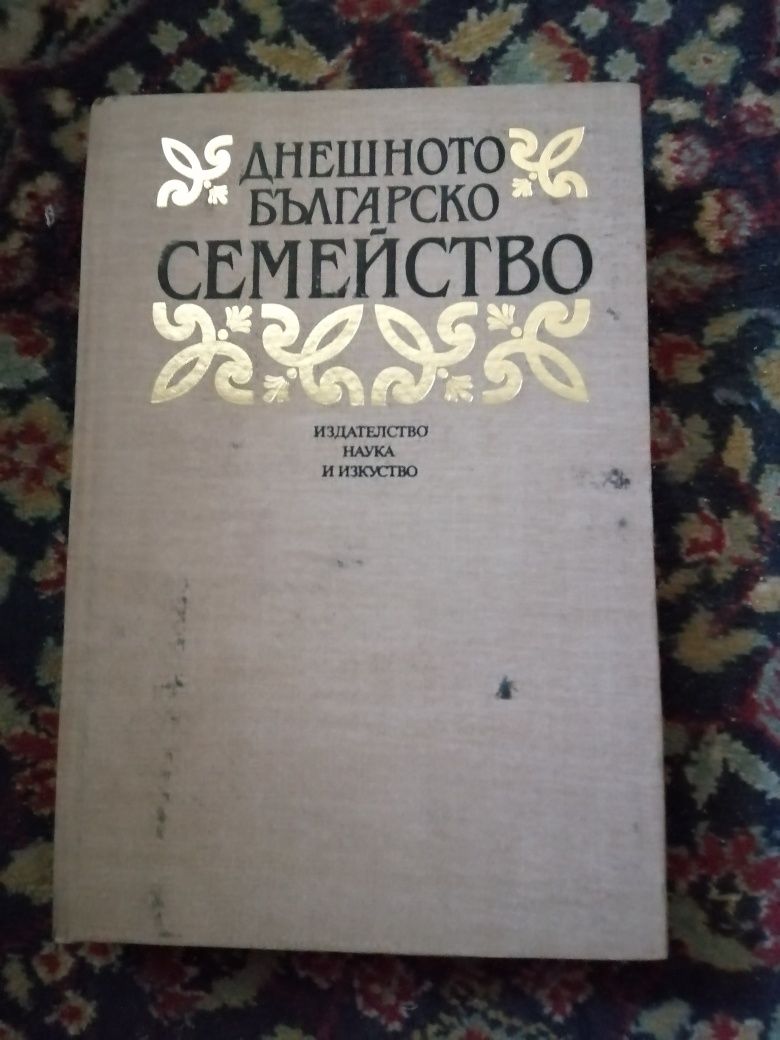 ДНЕШНОТО
БЪЛГАРСКО
СЕМЕЙСТВО
ИЗДАТЕЛСТВО
НАУКА
И ИЗКУСТВО